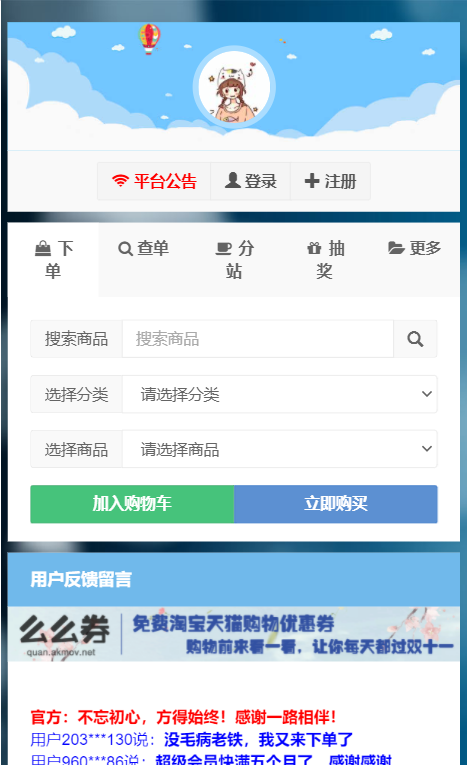 平台公告 登录 注册
下单 查单 分站 抽奖 更多
搜索商品 搜索商品
选择分类 请选择分类
选择商品 请选择商品
加入购物车 立即购买
用户反馈留言
么么券 免费淘宝天猫购物优惠券
quan.akmov.net 购物前来看一看，让你每天都过双十一
官方：不忘初心，方得始终！感谢一路相伴！
用户203***130说：没毛病老铁，我又来下单了
用户960***86说：超级会员快满五个月了，感谢感谢